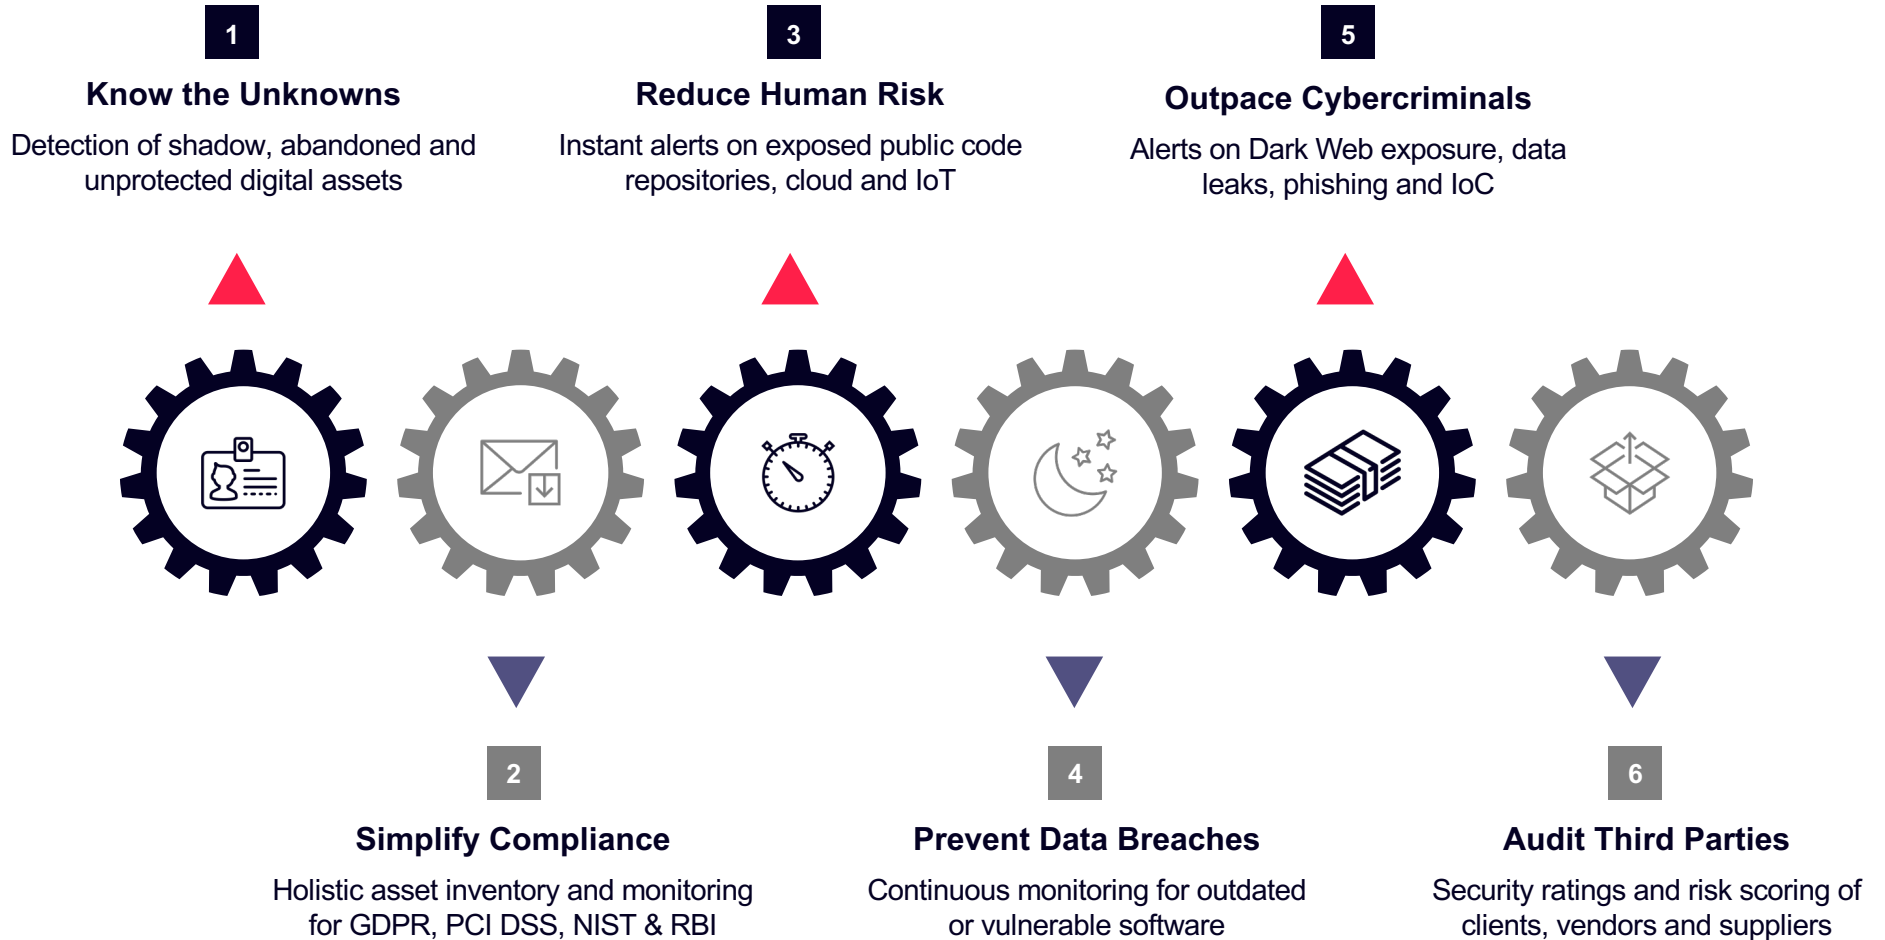 1
Know the Unknowns
Detection of shadow, abandoned and
unprotected digital assets
3
Reduce Human Risk
Instant alerts on exposed public code
repositories, cloud and IoT
5
Outpace Cybercriminals
Alerts on Dark Web exposure, data
leaks, phishing and IoC
2
Simplify Compliance
Holistic asset inventory and monitoring
for GDPR, PCI DSS, NIST & RBI
4
Prevent Data Breaches
Continuous monitoring for outdated
or vulnerable software
6
Audit Third Parties
Security ratings and risk scoring of
clients, vendors and suppliers